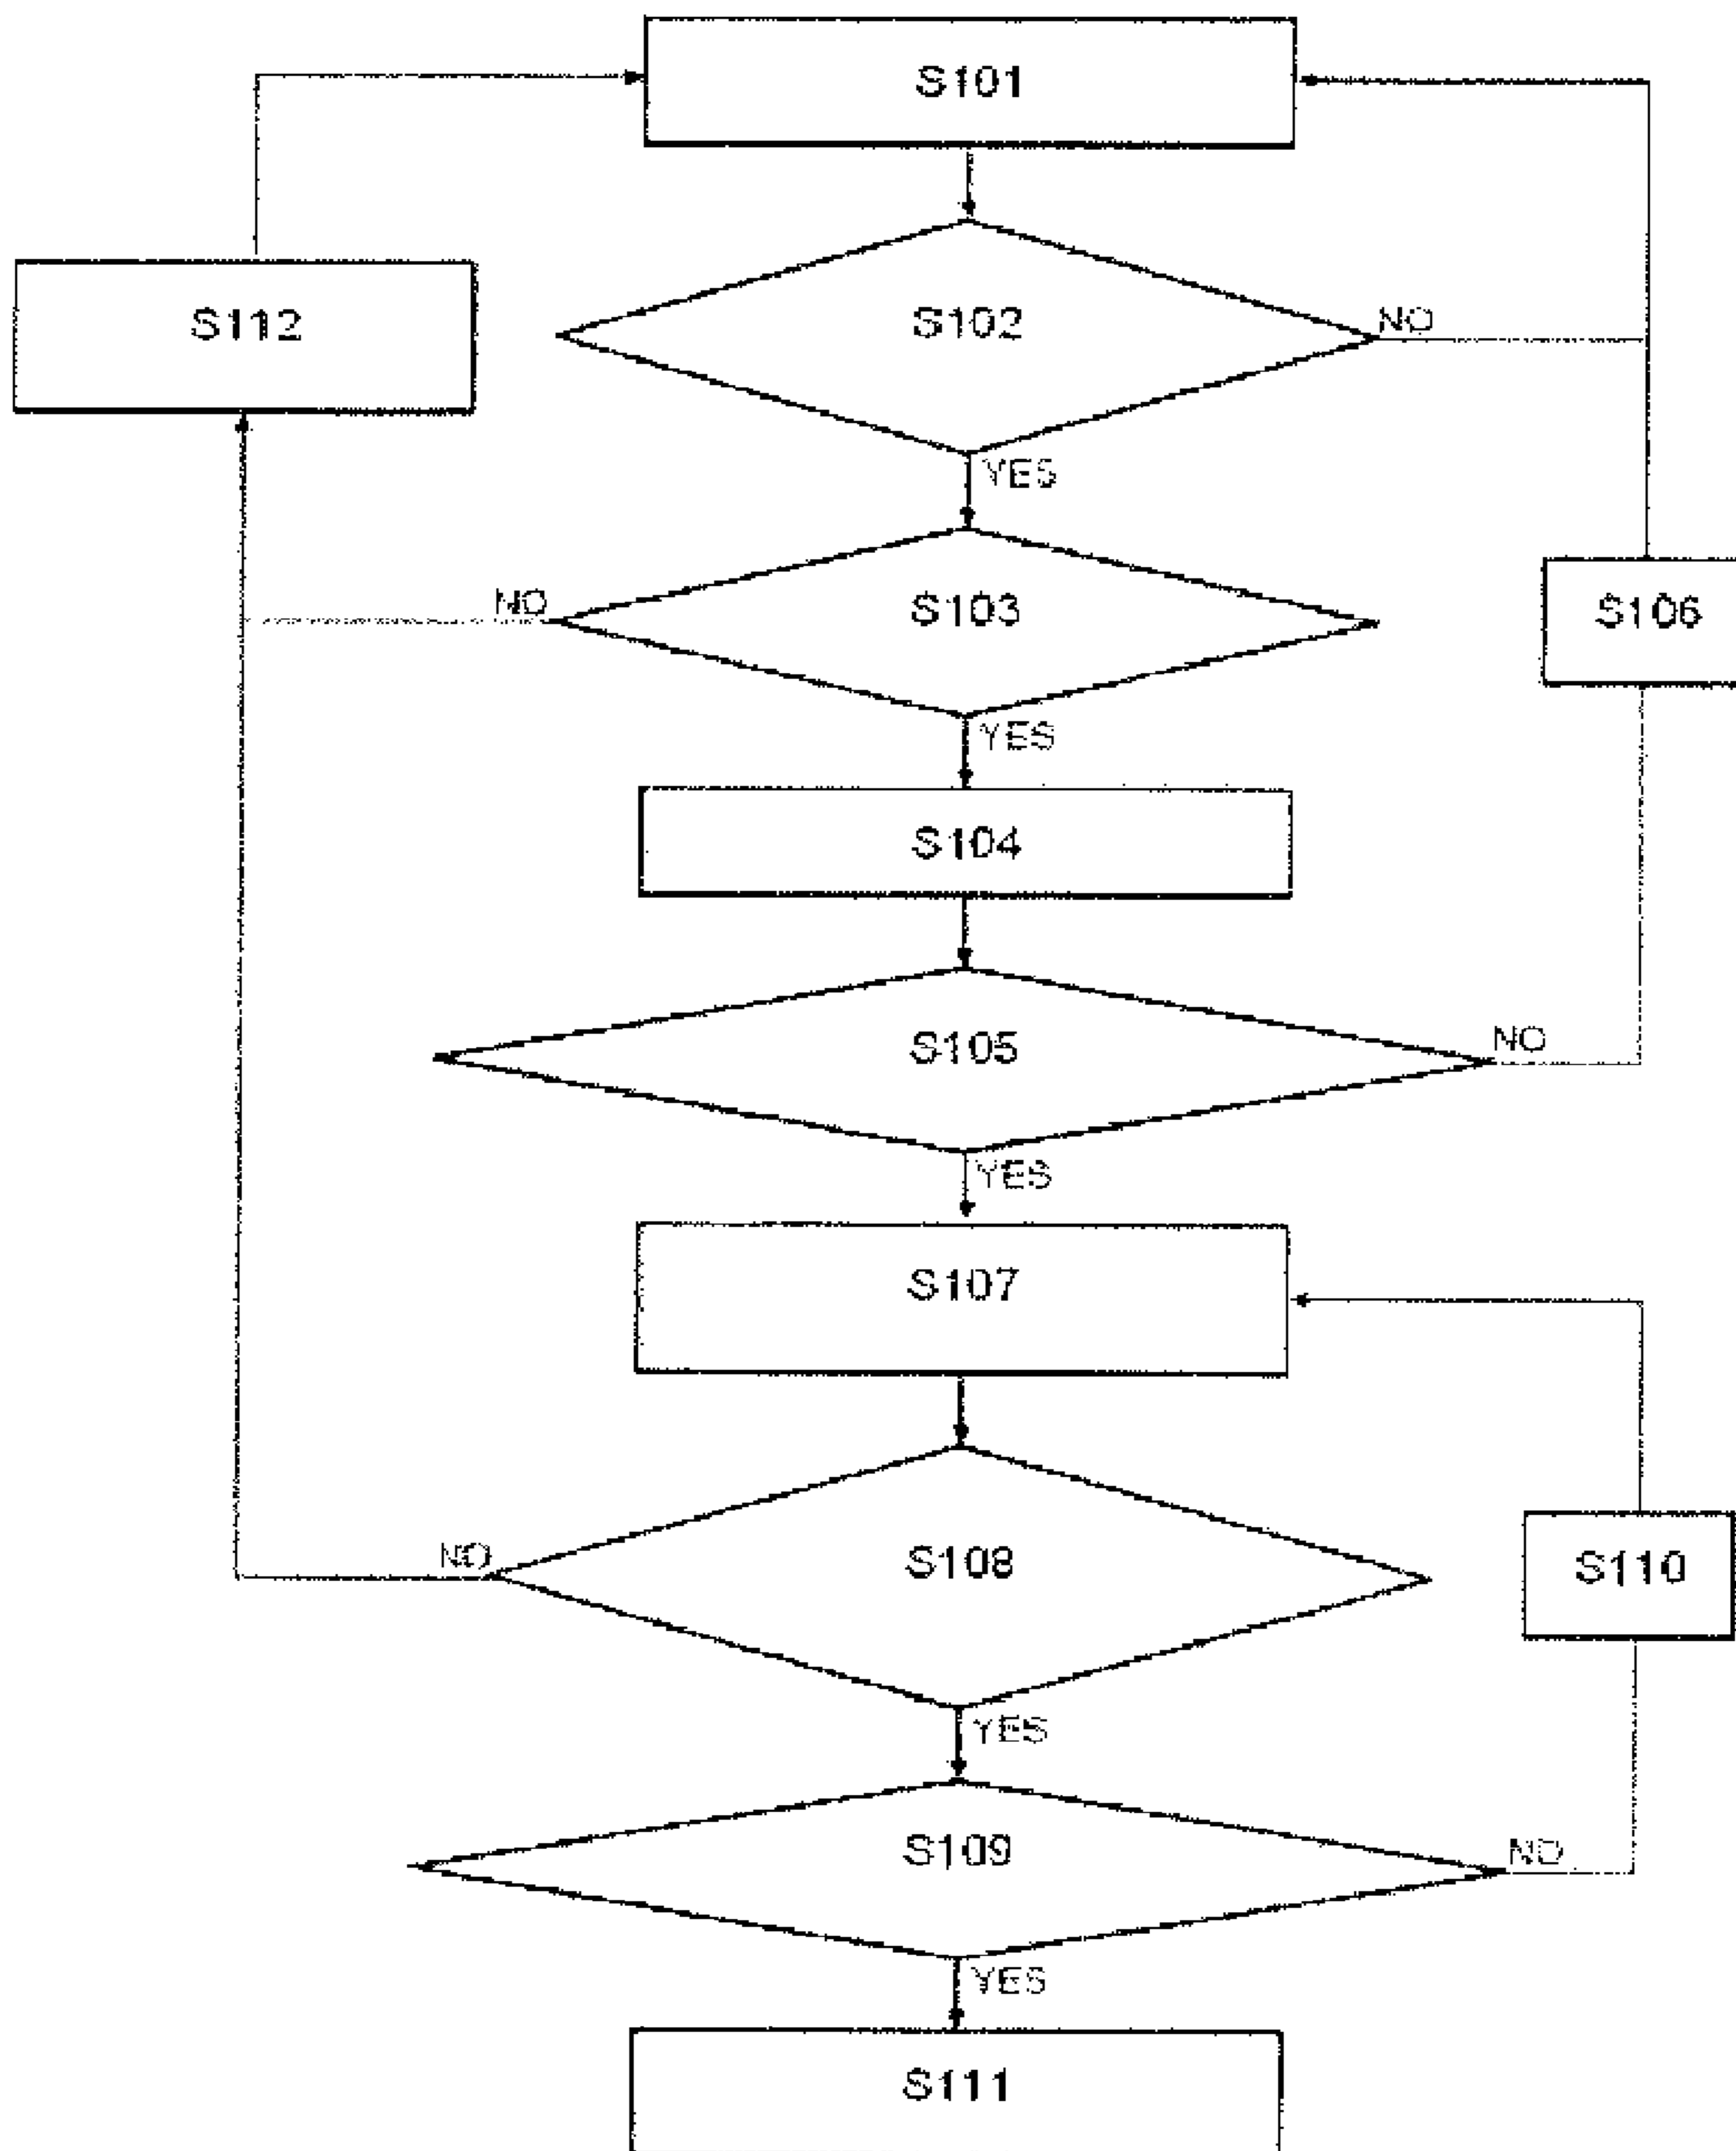 S101
S112
S102
NO
YES
NO
S103
S106
YES
S104
S105
NO
YES
S107
NO
S108
S110
YES
S109
NO
YES
S111